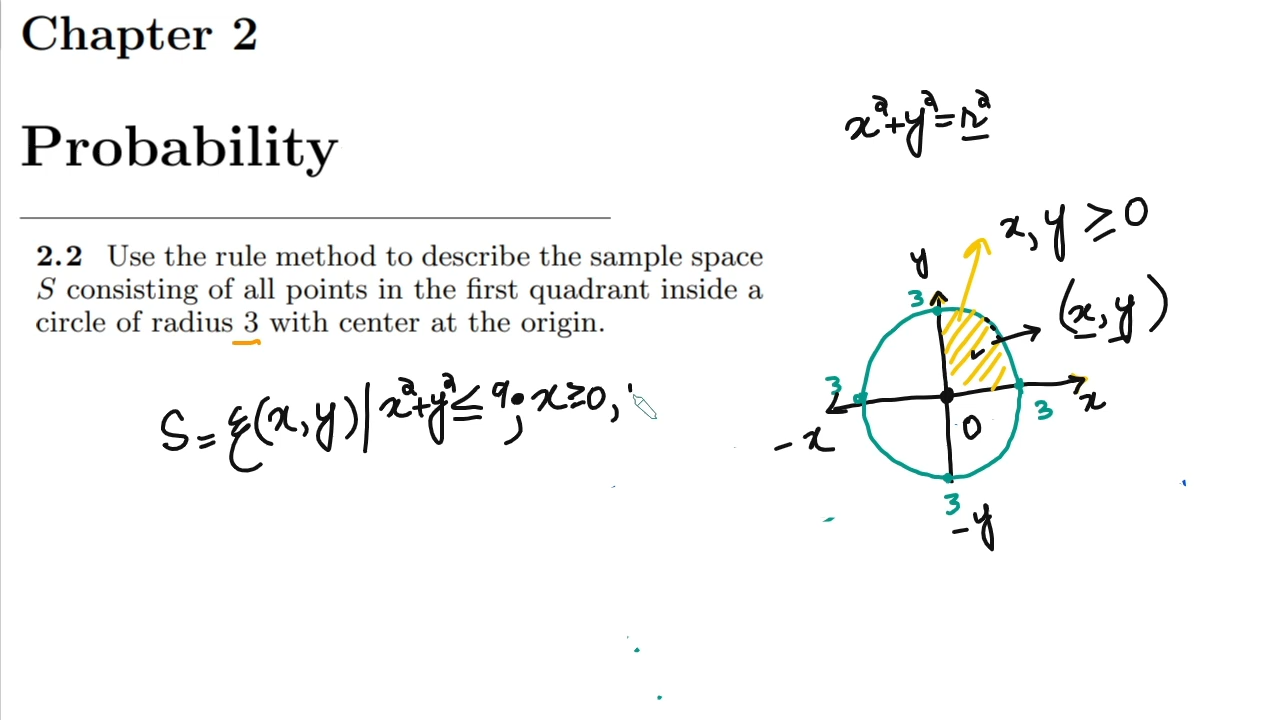 Chapter 2
Probability
2.2 Use the rule method to describe the sample space
S consisting of all points in the first quadrant inside a
circle of radius 3 with center at the origin.
S = {(x, y) | x² + y² ≤ 9; x ≥ 0,
x² + y² = r²
x, y ≥ 0
y
3
(x, y)
3
x
3
0
-x
3
-y